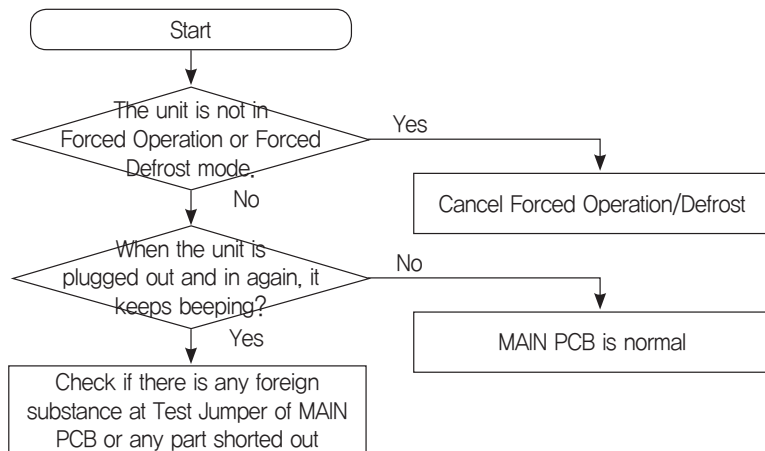 Start
The unit is not in
Forced Operation or Forced
Defrost mode.
Yes
Cancel Forced Operation/Defrost
No
When the unit is
plugged out and in again, it
keeps beeping?
No
MAIN PCB is normal
Yes
Check if there is any foreign
substance at Test Jumper of MAIN
PCB or any part shorted out